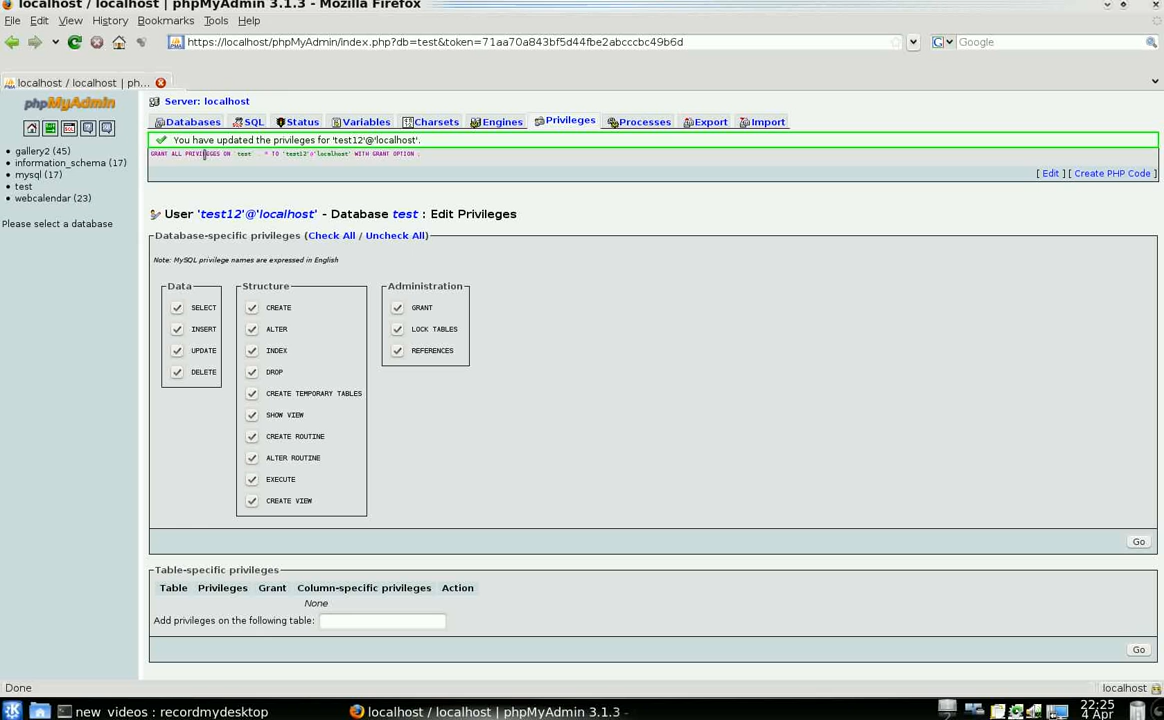 localhost / localhost | phpMyAdmin 3.1.3 - Mozilla Firefox
File Edit View History Bookmarks Tools Help
https://localhost/phpMyAdmin/index.php?db=test&token=71aa70a843bf5d44fbe2abcccbc49b6d
Google
localhost / localhost | ph...
phpMyAdmin
gallery2 (45)
information_schema (17)
mysql (17)
test
webcalendar (23)
Please select a database
Server: localhost
Databases SQL Status Variables Charsets Engines Privileges Processes Export Import
You have updated the privileges for 'test12'@'localhost'.
GRANT ALL PRIVILEGES ON `test` . * TO 'test12'@'localhost' WITH GRANT OPTION ;
[ Edit ] [ Create PHP Code ]
User 'test12'@'localhost' - Database test : Edit Privileges
Database-specific privileges (Check All / Uncheck All)
Note: MySQL privilege names are expressed in English
Data
SELECT
INSERT
UPDATE
DELETE
Structure
CREATE
ALTER
INDEX
DROP
CREATE TEMPORARY TABLES
SHOW VIEW
CREATE ROUTINE
ALTER ROUTINE
EXECUTE
CREATE VIEW
Administration
GRANT
LOCK TABLES
REFERENCES
Go
Table-specific privileges
Table Privileges Grant Column-specific privileges Action
None
Add privileges on the following table:
Go
Done
localhost
new_videos : recordmydesktop
localhost / localhost | phpMyAdmin 3.1.3 -
22:25
4 Apr